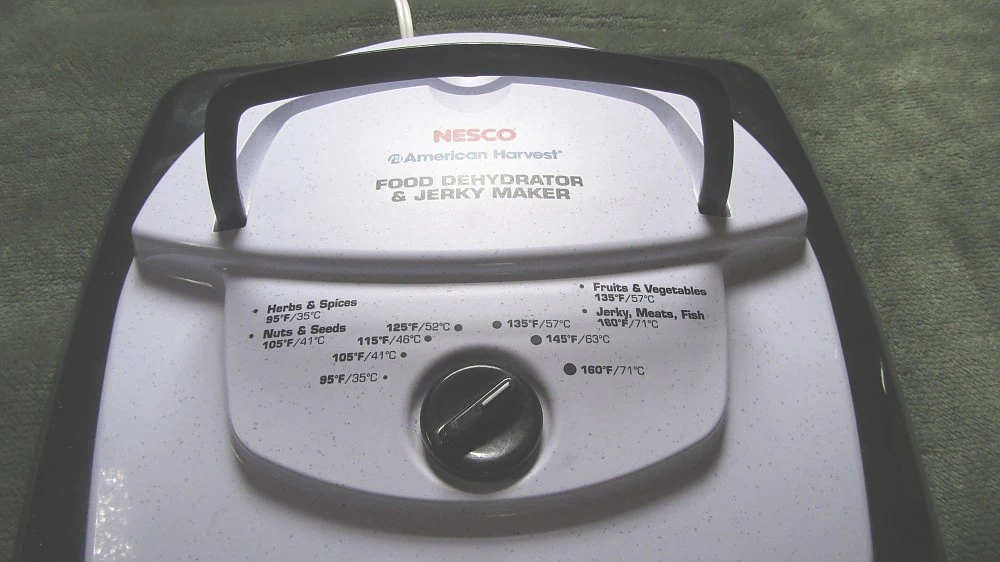 NESCO
American Harvest
FOOD DEHYDRATOR
& JERKY MAKER
• Herbs & Spices
95°F/35°C
• Nuts & Seeds
105°F/41°C
• Fruits & Vegetables
135°F/57°C
• Jerky, Meats, Fish
160°F/71°C
95°F/35°C
105°F/41°C
115°F/46°C
125°F/52°C
135°F/57°C
145°F/63°C
160°F/71°C